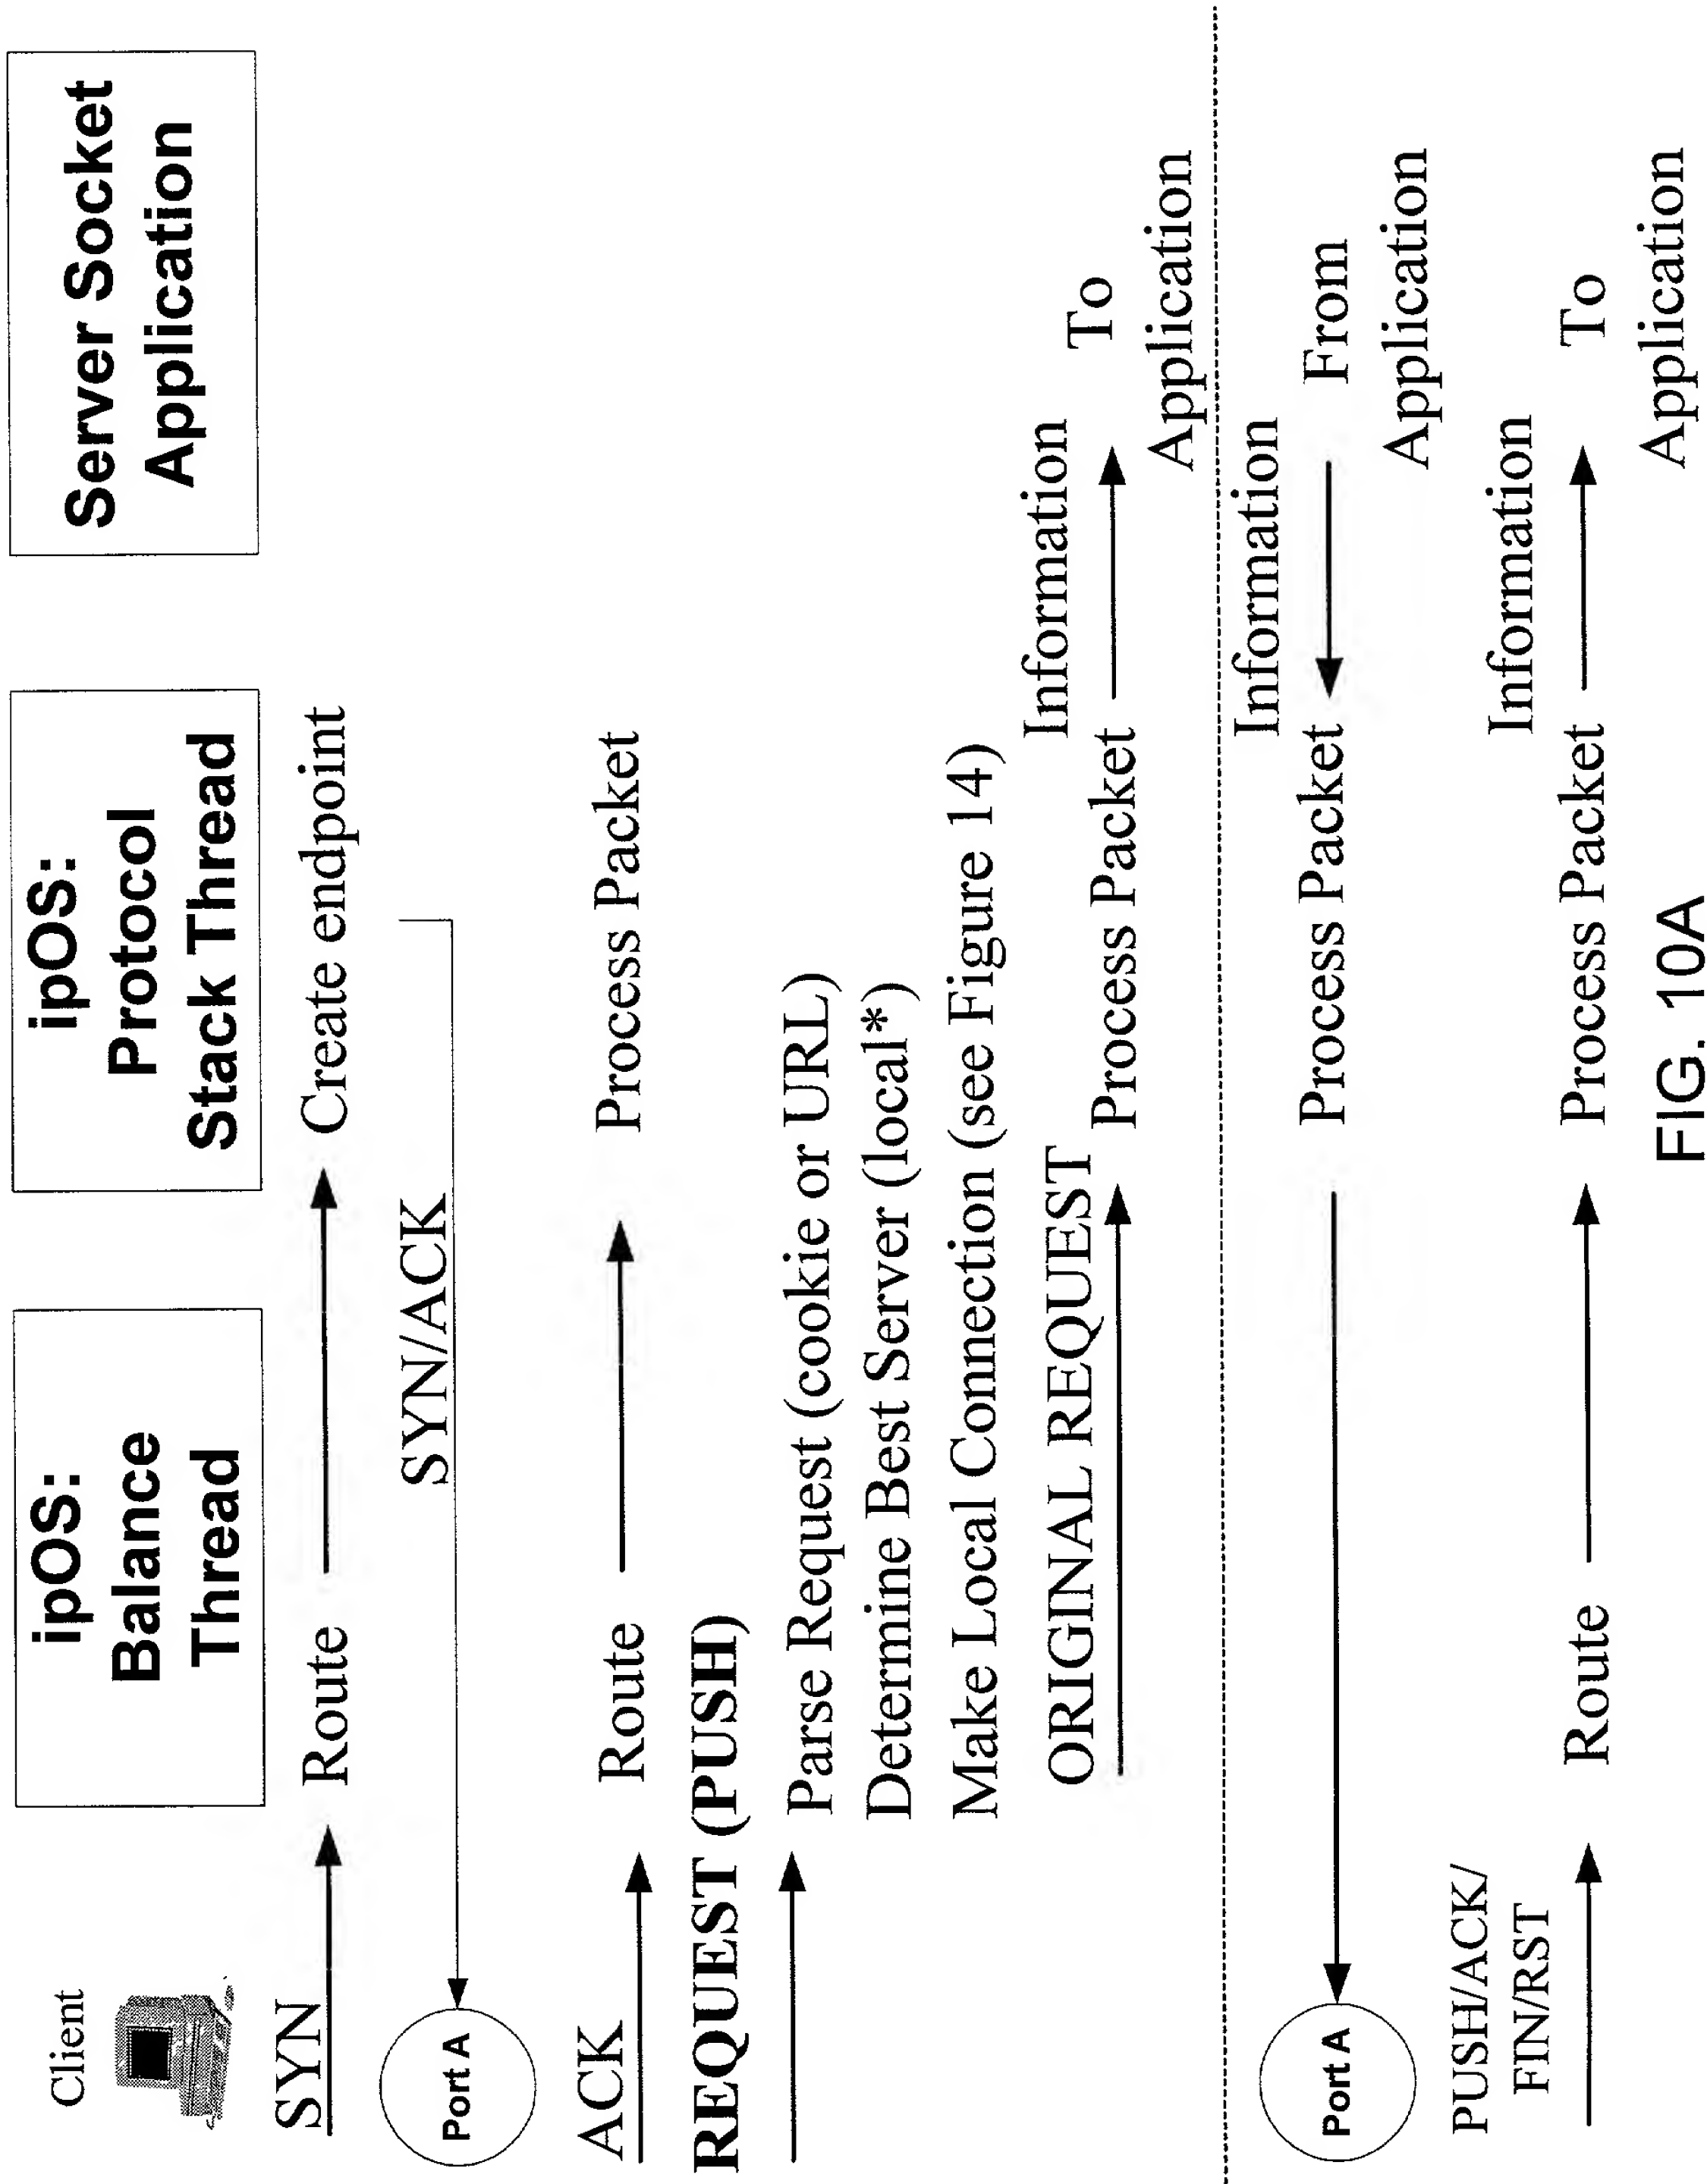 Client
ipOS:
Balance
Thread
ipOS:
Protocol
Stack Thread
Server Socket
Application
SYN
Route
Create endpoint
SYN/ACK
Port A
ACK
Route
Process Packet
REQUEST (PUSH)
Parse Request (cookie or URL)
Determine Best Server (local*)
Make Local Connection (see Figure 14)
ORIGINAL REQUEST
Process Packet
Information
To
Application
Port A
Process Packet
Information
From
Application
PUSH/ACK/
FIN/RST
Route
Process Packet
Information
To
Application
FIG. 10A